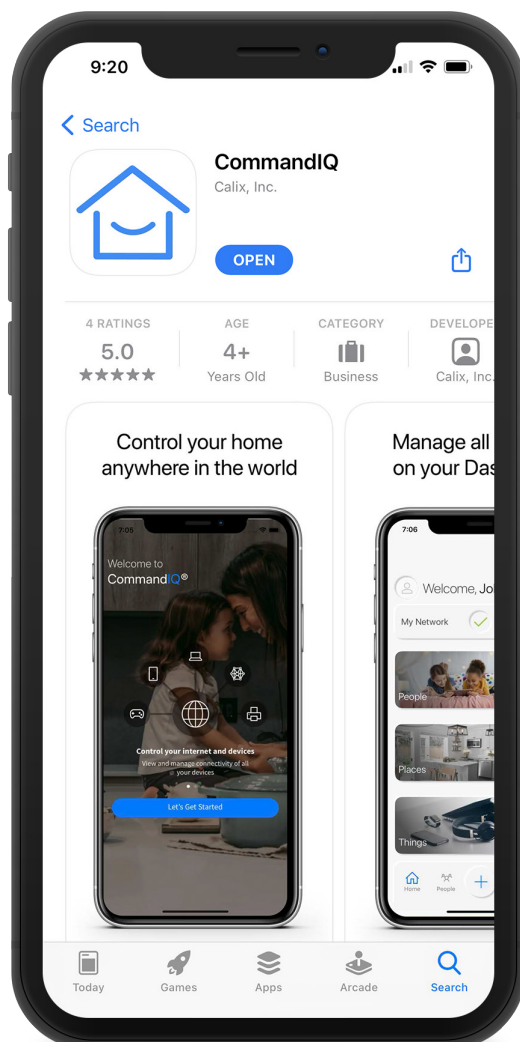 9:20
Search
CommandIQ
Calix, Inc.
OPEN
4 RATINGS
5.0
AGE
4+
Years Old
CATEGORY
Business
DEVELOPE
Calix, Inc.
Control your home
anywhere in the world
7:05
Welcome to
CommandIQ®
Control your internet and devices
View and manage connectivity of all
your devices
Let's Get Started
Manage all
on your Das
7:06
Welcome, Jo
My Network
People
Places
Things
Home
People
Today
Games
Apps
Arcade
Search